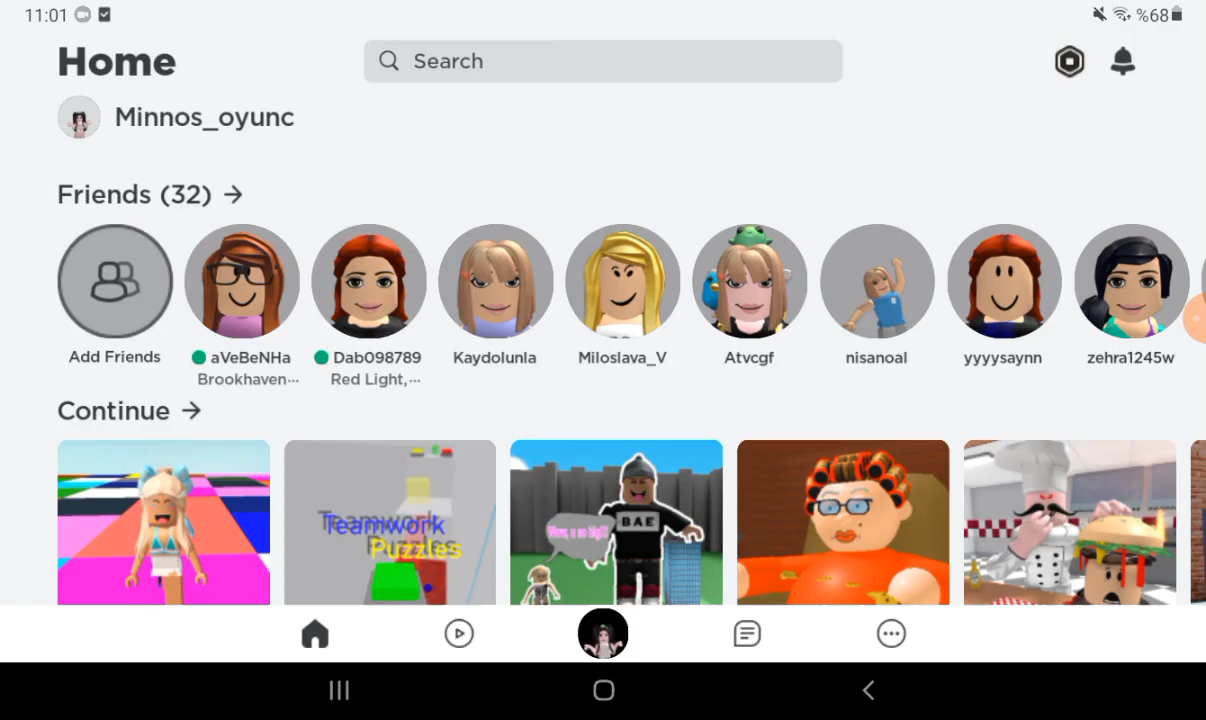 11:01
%68
Home
Search
Minnos_oyunc
Friends (32) →
Add Friends
aVeBeNHa
Brookhaven···
Dab098789
Red Light,···
Kaydolunla
Miloslava_V
Atvcgf
nisanoal
yyyysaynn
zehra1245w
Continue →
Teamwork
Puzzles
BAE